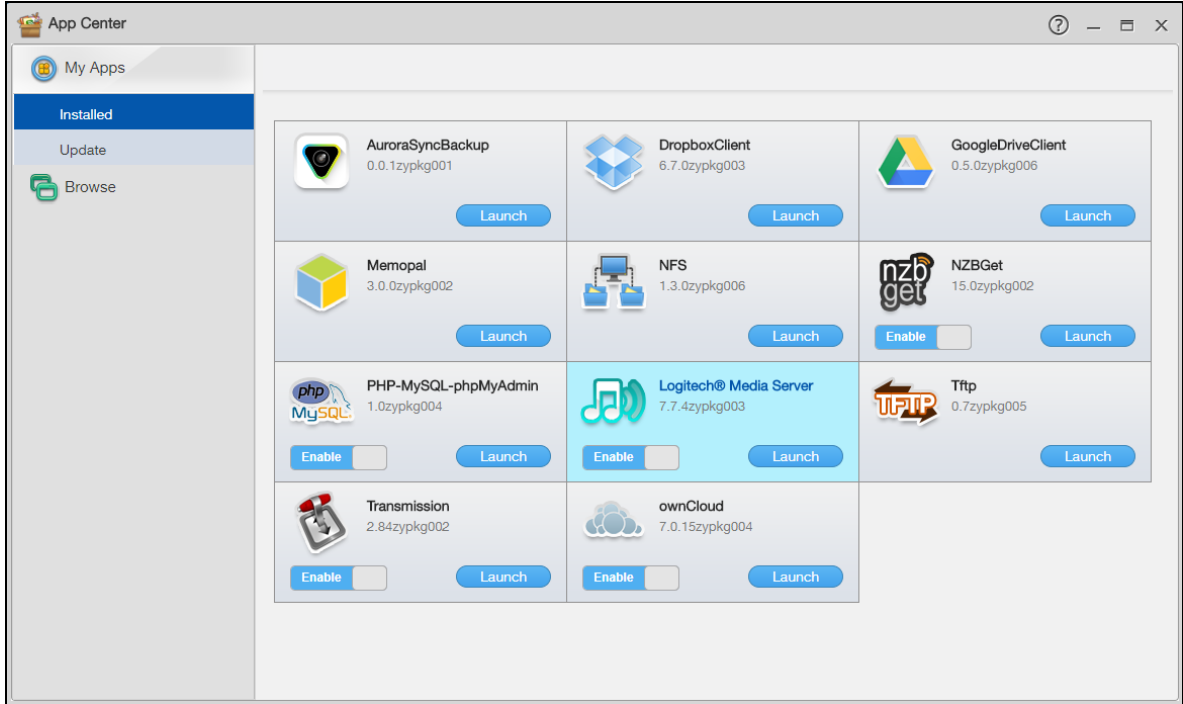 App Center
My Apps
Installed
Update
Browse
AuroraSyncBackup
0.0.1zypkg001
Launch
DropboxClient
6.7.0zypkg003
Launch
GoogleDriveClient
0.5.0zypkg006
Launch
Memopal
3.0.0zypkg002
Launch
NFS
1.3.0zypkg006
Launch
nzb
get
NZBGet
15.0zypkg002
Enable
Launch
php
MySQL
PHP-MySQL-phpMyAdmin
1.0zypkg004
Enable
Launch
Logitech® Media Server
7.7.4zypkg003
Enable
Launch
TFTP
Tftp
0.7zypkg005
Launch
Transmission
2.84zypkg002
Enable
Launch
ownCloud
7.0.15zypkg004
Enable
Launch